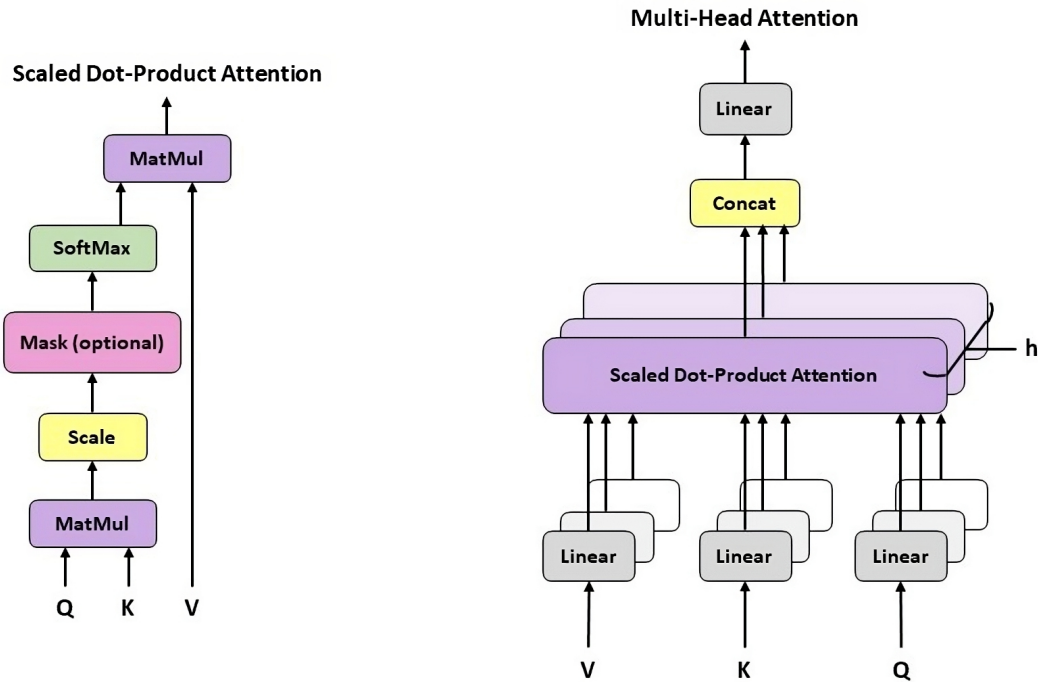 Scaled Dot-Product Attention
MatMul
SoftMax
Mask (optional)
Scale
MatMul
Q K V
Multi-Head Attention
Linear
Concat
Scaled Dot-Product Attention
h
Linear Linear Linear
V K Q